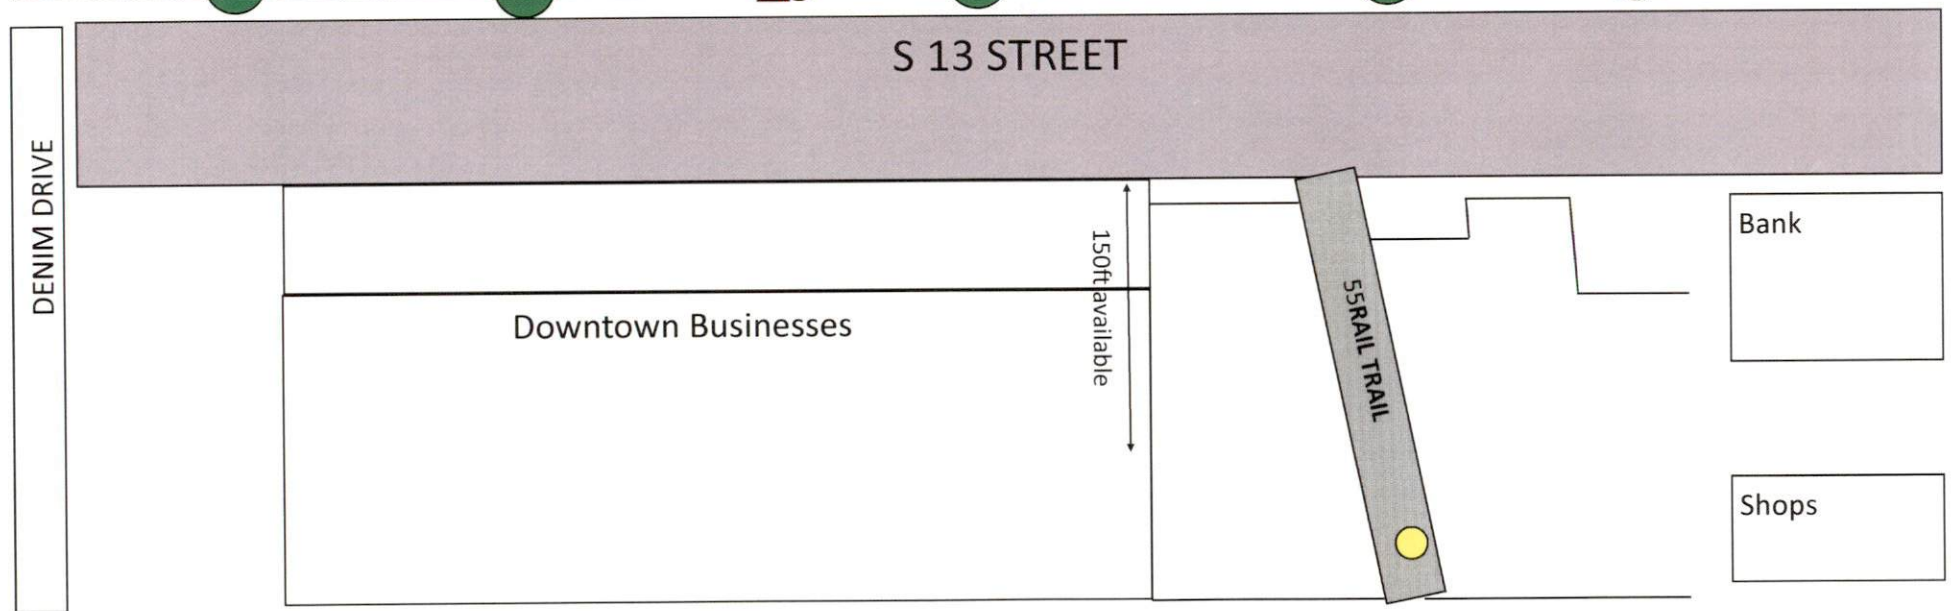 S 13 STREET
DENIM DRIVE
150ft available
Downtown Businesses
55RAIL TRAIL
Bank
Shops